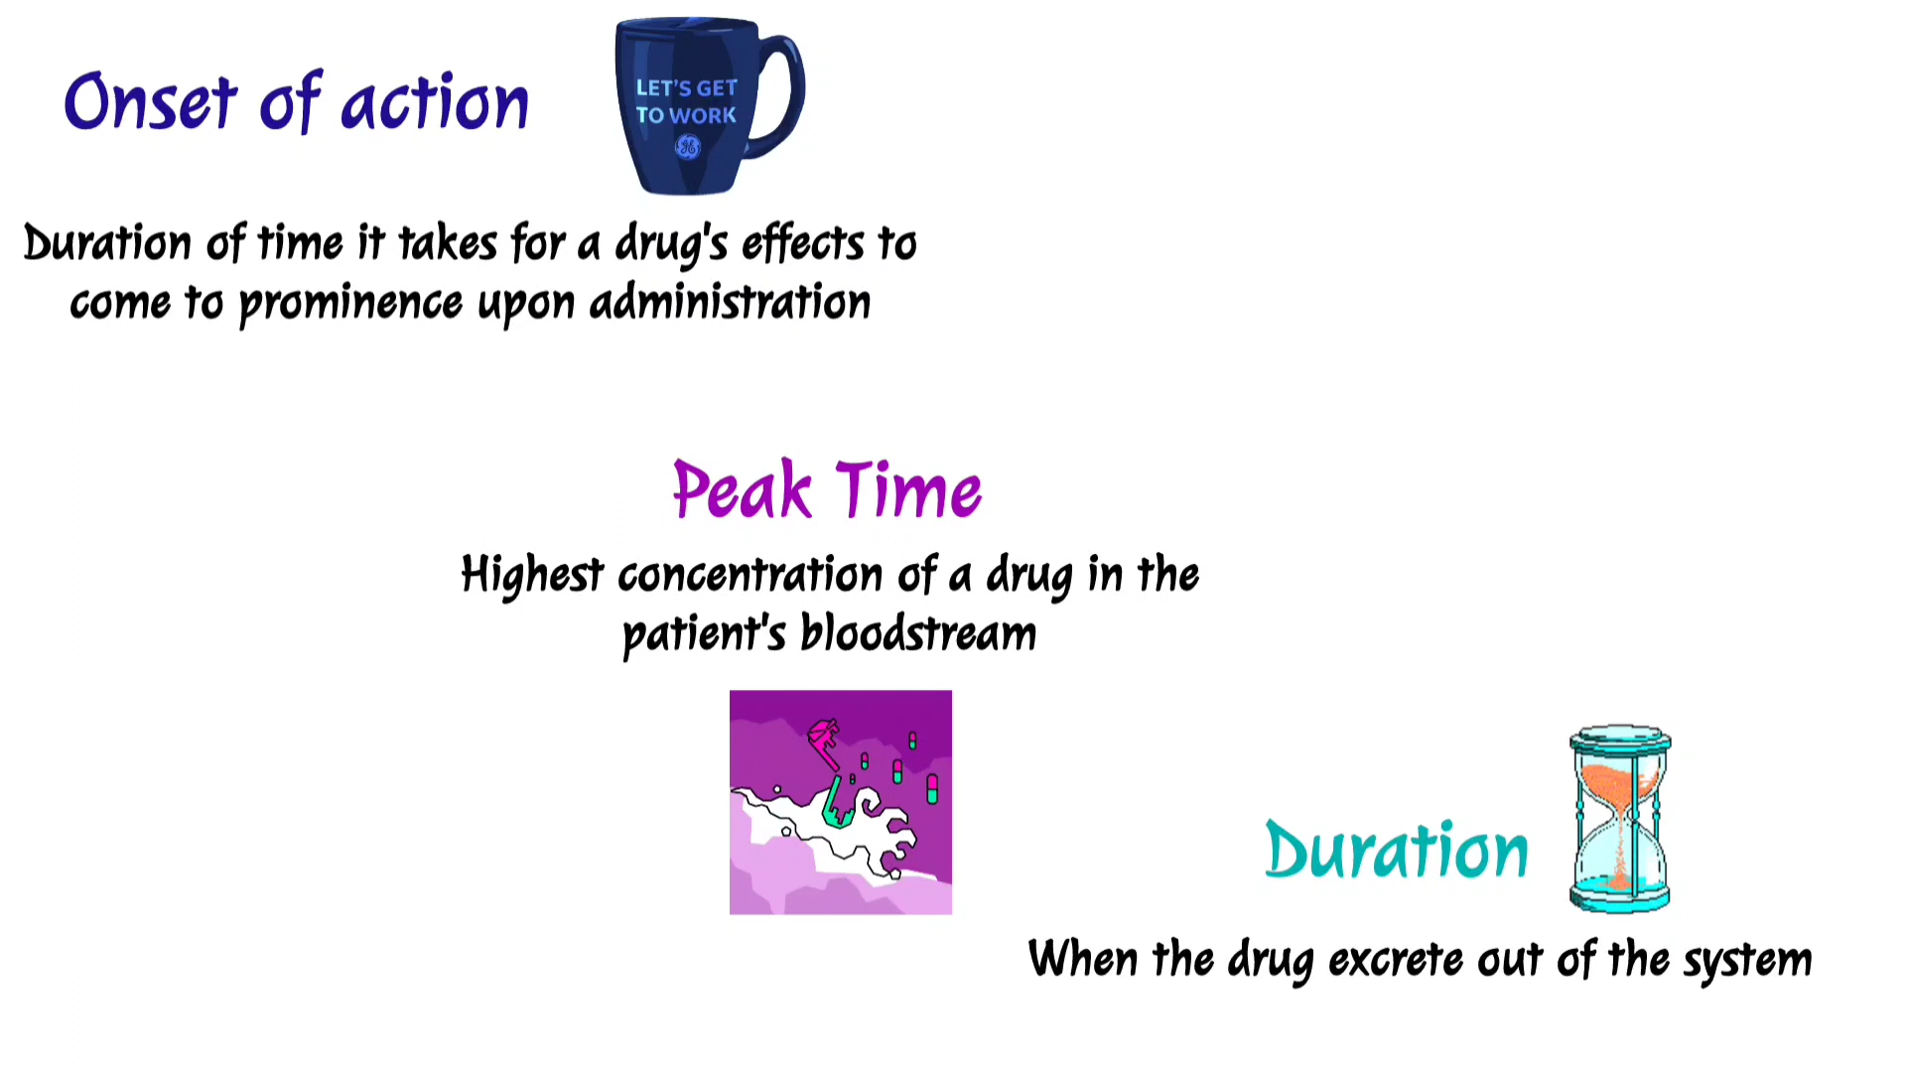 Onset of action
LET'S GET
TO WORK
GE
Duration of time it takes for a drug's effects to
come to prominence upon administration
Peak Time
Highest concentration of a drug in the
patient's bloodstream
Duration
When the drug excrete out of the system